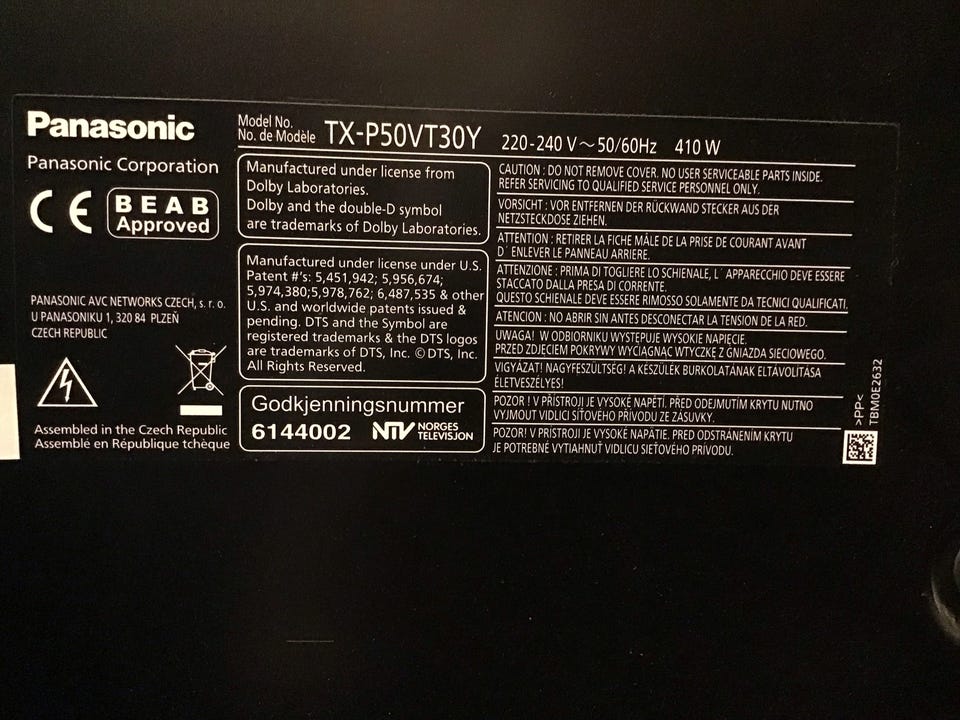 Panasonic
Panasonic Corporation
CE
BEAB
Approved
PANASONIC AVC NETWORKS CZECH, s. r. o.
U PANASONIKU 1, 320 84 PLZEŇ
CZECH REPUBLIC
Assembled in the Czech Republic
Assemblé en République tchèque
Model No.
No. de Modèle TX-P50VT30Y 220-240 V~50/60Hz 410 W
Manufactured under license from
Dolby Laboratories.
Dolby and the double-D symbol
are trademarks of Dolby Laboratories.
Manufactured under license under U.S.
Patent #'s: 5,451,942; 5,956,674;
5,974,380;5,978,762; 6,487,535 & other
U.S. and worldwide patents issued &
pending. DTS and the Symbol are
registered trademarks & the DTS logos
are trademarks of DTS, Inc. © DTS, Inc.
All Rights Reserved.
Godkjenningsnummer
6144002 NTV NORGES
TELEVISJON
CAUTION : DO NOT REMOVE COVER. NO USER SERVICEABLE PARTS INSIDE.
REFER SERVICING TO QUALIFIED SERVICE PERSONNEL ONLY.
VORSICHT : VOR ENTFERNEN DER RÜCKWAND STECKER AUS DER
NETZSTECKDOSE ZIEHEN.
ATTENTION : RETIRER LA FICHE MÂLE DE LA PRISE DE COURANT AVANT
D´ ENLEVER LE PANNEAU ARRIERE.
ATTENZIONE : PRIMA DI TOGLIERE LO SCHIENALE, L´ APPARECCHIO DEVE ESSERE
STACCATO DALLA PRESA DI CORRENTE.
QUESTO SCHIENALE DEVE ESSERE RIMOSSO SOLAMENTE DA TECNICI QUALIFICATI.
ATENCION : NO ABRIR SIN ANTES DESCONECTAR LA TENSION DE LA RED.
UWAGA! W ODBIORNIKU WYSTEPUJE WYSOKIE NAPIECIE.
PRZED ZDJECIEM POKRYWY WYCIAGNAC WTYCZKE Z GNIAZDA SIECIOWEGO.
VIGYÁZAT! NAGYFESZÜLTSÉG! A KÉSZÜLEK BURKOLATÁNAK ELTÁVOLÍTÁSA
ÉLETVESZÉLYES!
POZOR ! V PŘÍSTROJI JE VYSOKÉ NAPĚTÍ. PŘED ODEJMUTÍM KRYTU NUTNO
VYJMOUT VIDLICI SÍŤOVÉHO PŘÍVODU ZE ZÁSUVKY.
POZOR! V PRISTROJI JE VYSOKÉ NAPÄTIE. PRED ODSTRÁNENÍM KRYTU
JE POTREBNÉ VYTIAHNUŤ VIDLICU SIEŤOVÉHO PRÍVODU.
>PP<
TBM0E2632